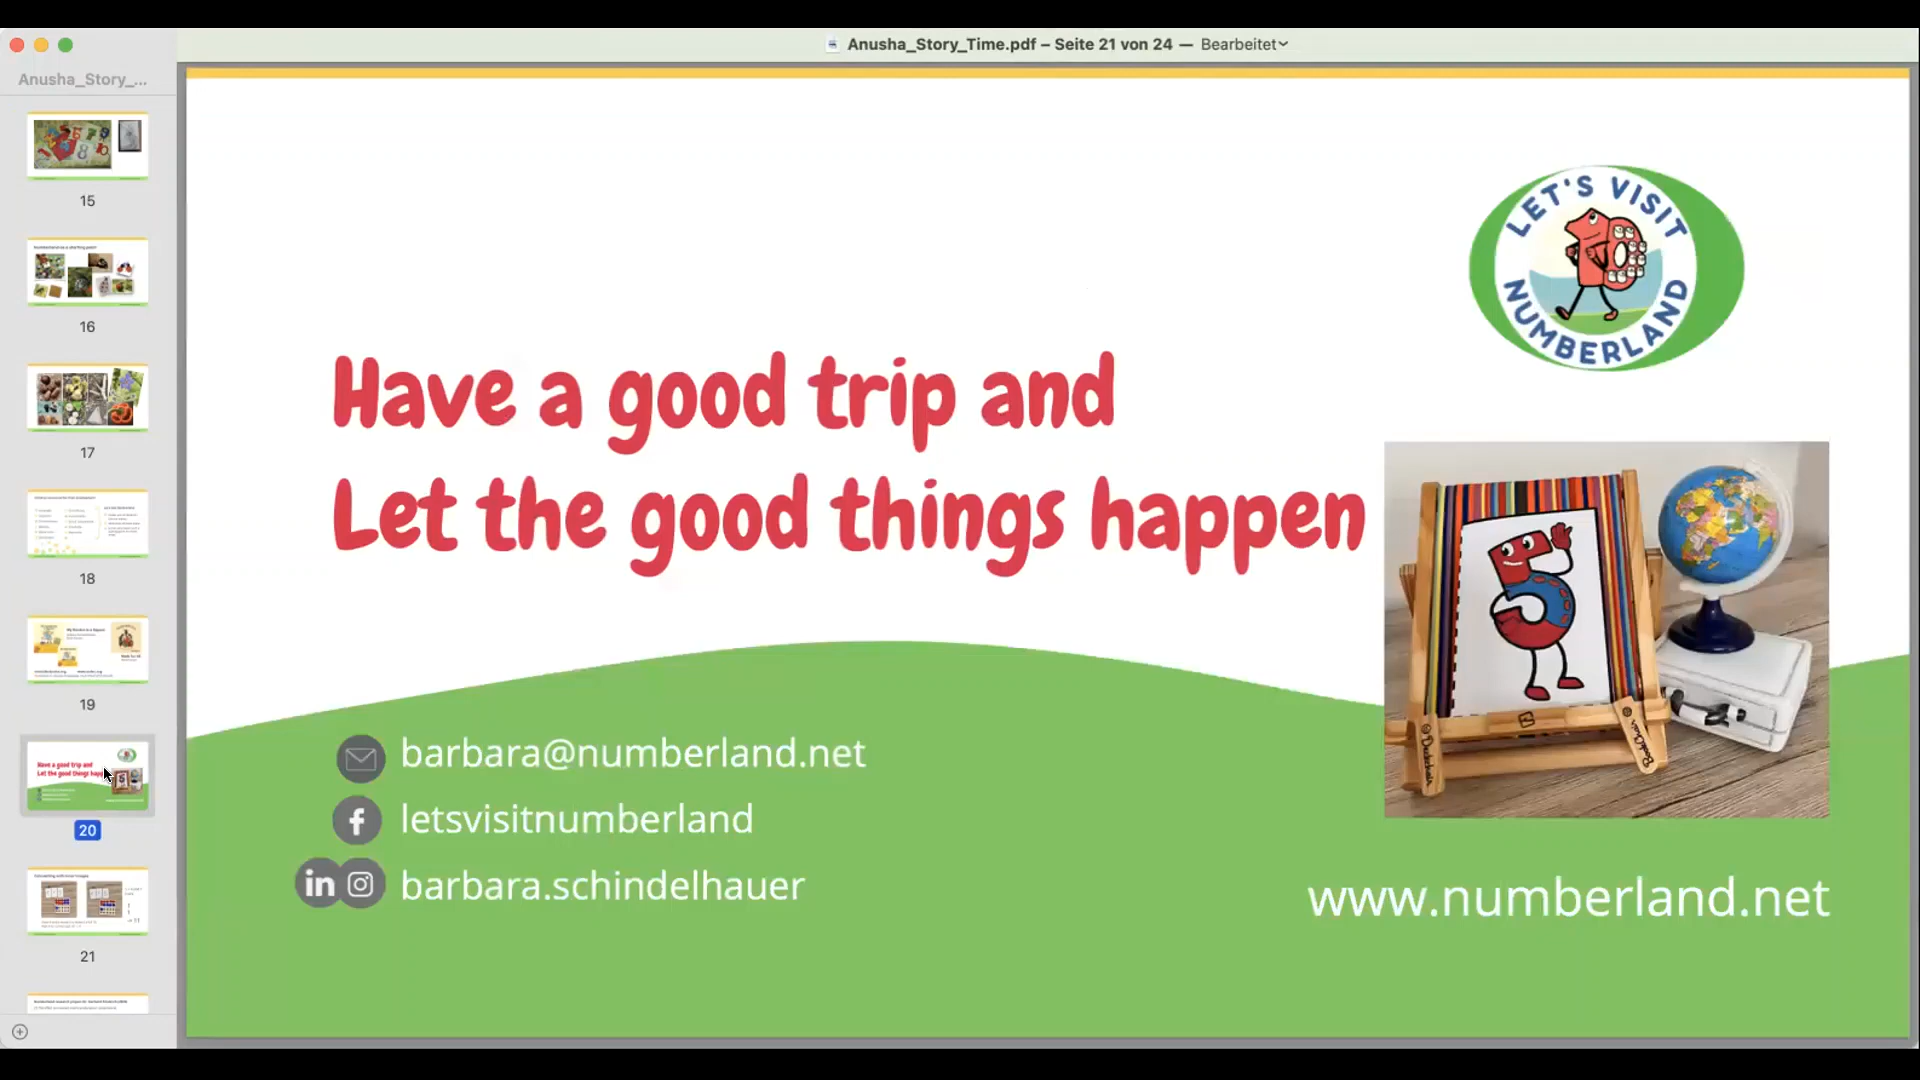 Anusha_Story_Time.pdf – Seite 21 von 24 — Bearbeitet
Anusha_Story_...
15
16
17
18
19
20
21
LET'S VISIT
NUMBERLAND
Have a good trip and
Let the good things happen
barbara@numberland.net
letsvisitnumberland
barbara.schindelhauer
www.numberland.net